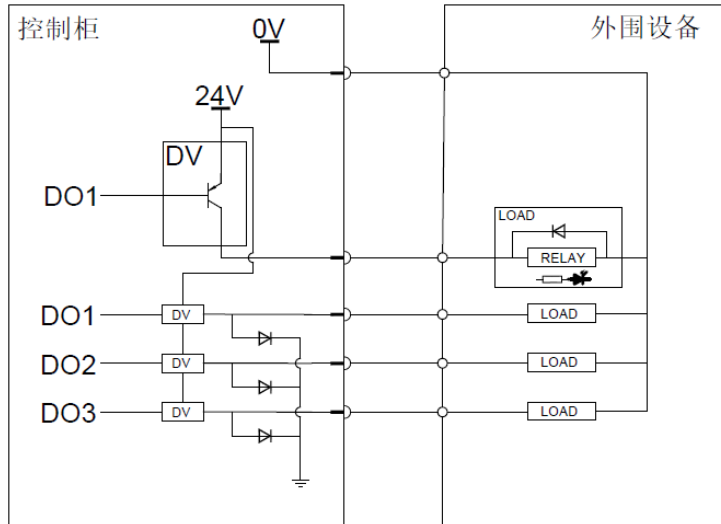 控制柜
0V
外围设备
24V
DV
DO1
LOAD
RELAY
DO1
DV
LOAD
DO2
DV
LOAD
DO3
DV
LOAD